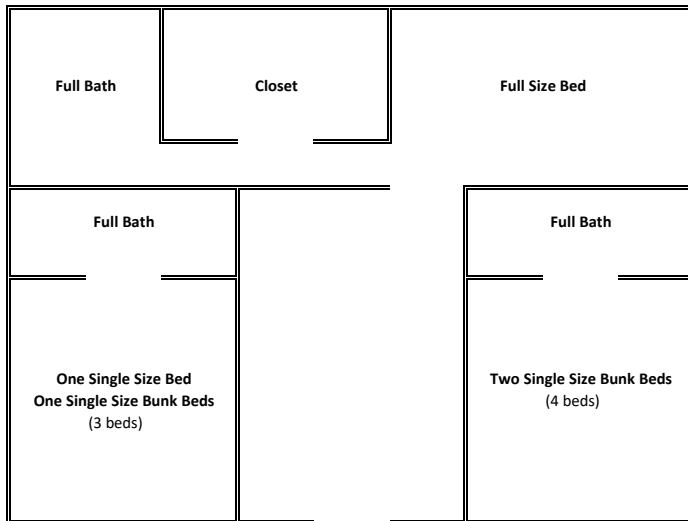 Full Bath
Closet
Full Size Bed
Full Bath
Full Bath
One Single Size Bed
One Single Size Bunk Beds
(3 beds)
Two Single Size Bunk Beds
(4 beds)